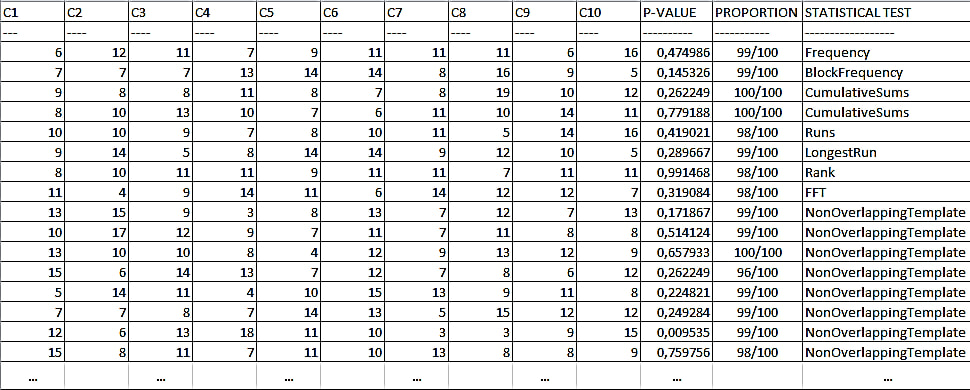 C1 C2 C3 C4 C5 C6 C7 C8 C9 C10 P-VALUE PROPORTION STATISTICAL TEST
--- ---- ---- ---- ---- ---- ---- ---- ---- ---- ---------- ----------- -----------------
6 12 11 7 9 11 11 11 6 16 0,474986 99/100 Frequency
7 7 7 13 14 14 8 16 9 5 0,145326 99/100 BlockFrequency
9 8 8 11 8 7 8 19 10 12 0,262249 100/100 CumulativeSums
8 10 13 10 7 6 11 10 14 11 0,779188 100/100 CumulativeSums
10 10 9 7 8 10 11 5 14 16 0,419021 98/100 Runs
9 14 5 8 14 14 9 12 10 5 0,289667 99/100 LongestRun
8 10 11 11 9 11 11 7 11 11 0,991468 98/100 Rank
11 4 9 14 11 6 14 12 12 7 0,319084 98/100 FFT
13 15 9 3 8 13 7 12 7 13 0,171867 99/100 NonOverlappingTemplate
10 17 12 9 7 11 7 11 8 8 0,514124 99/100 NonOverlappingTemplate
13 10 10 8 4 12 9 13 12 9 0,657933 100/100 NonOverlappingTemplate
15 6 14 13 7 12 7 8 6 12 0,262249 96/100 NonOverlappingTemplate
5 14 11 4 10 15 13 9 11 8 0,224821 99/100 NonOverlappingTemplate
7 7 8 7 14 13 5 15 12 12 0,249284 99/100 NonOverlappingTemplate
12 6 13 18 11 10 3 3 9 15 0,009535 99/100 NonOverlappingTemplate
15 8 11 7 11 10 13 8 8 9 0,759756 98/100 NonOverlappingTemplate
... ... ... ... ... ... ...